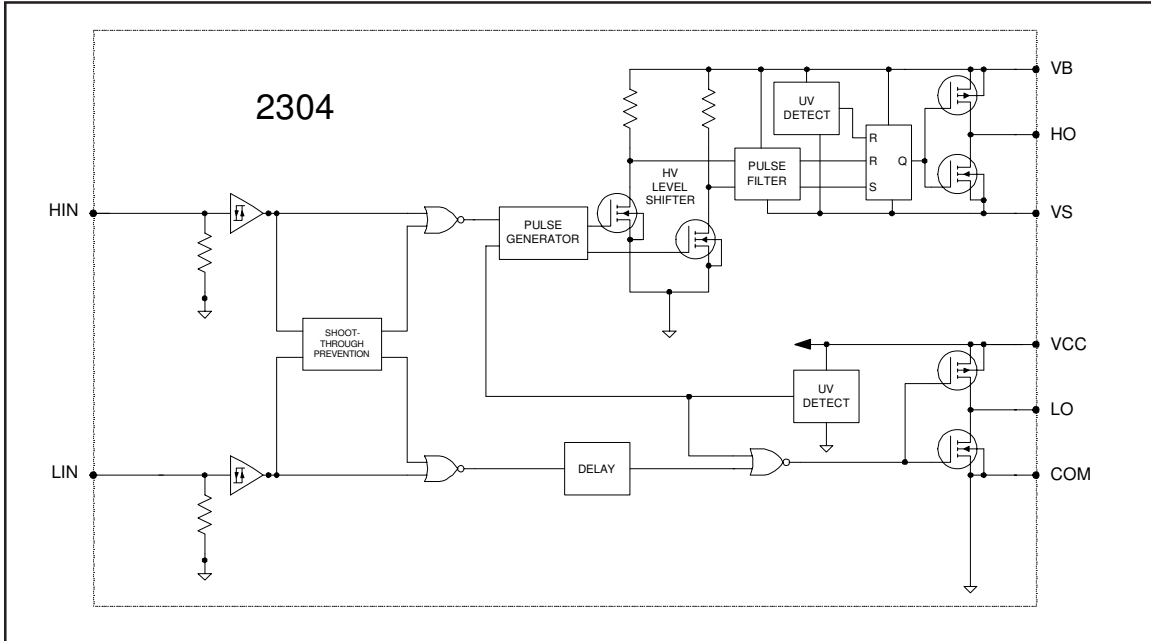 2304
VB
UV
DETECT
HO
R
R
Q
S
PULSE
FILTER
HV
LEVEL
SHIFTER
HIN
VS
PULSE
GENERATOR
SHOOT-
THROUGH
PREVENTION
VCC
UV
DETECT
LO
LIN
DELAY
COM